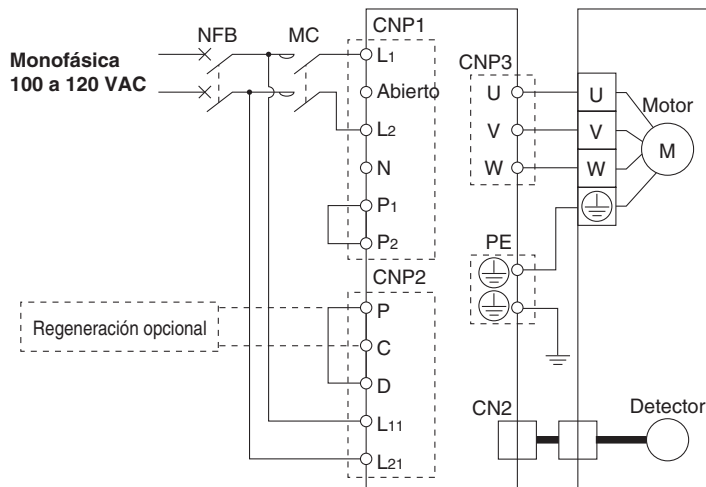 NFB
MC
CNP1
Monofásica
100 a 120 VAC
L1
Abierto
L2
N
P1
P2
CNP3
U
V
W
U
V
W
Motor
M
PE
CNP2
P
C
D
L11
L21
Regeneración opcional
CN2
Detector